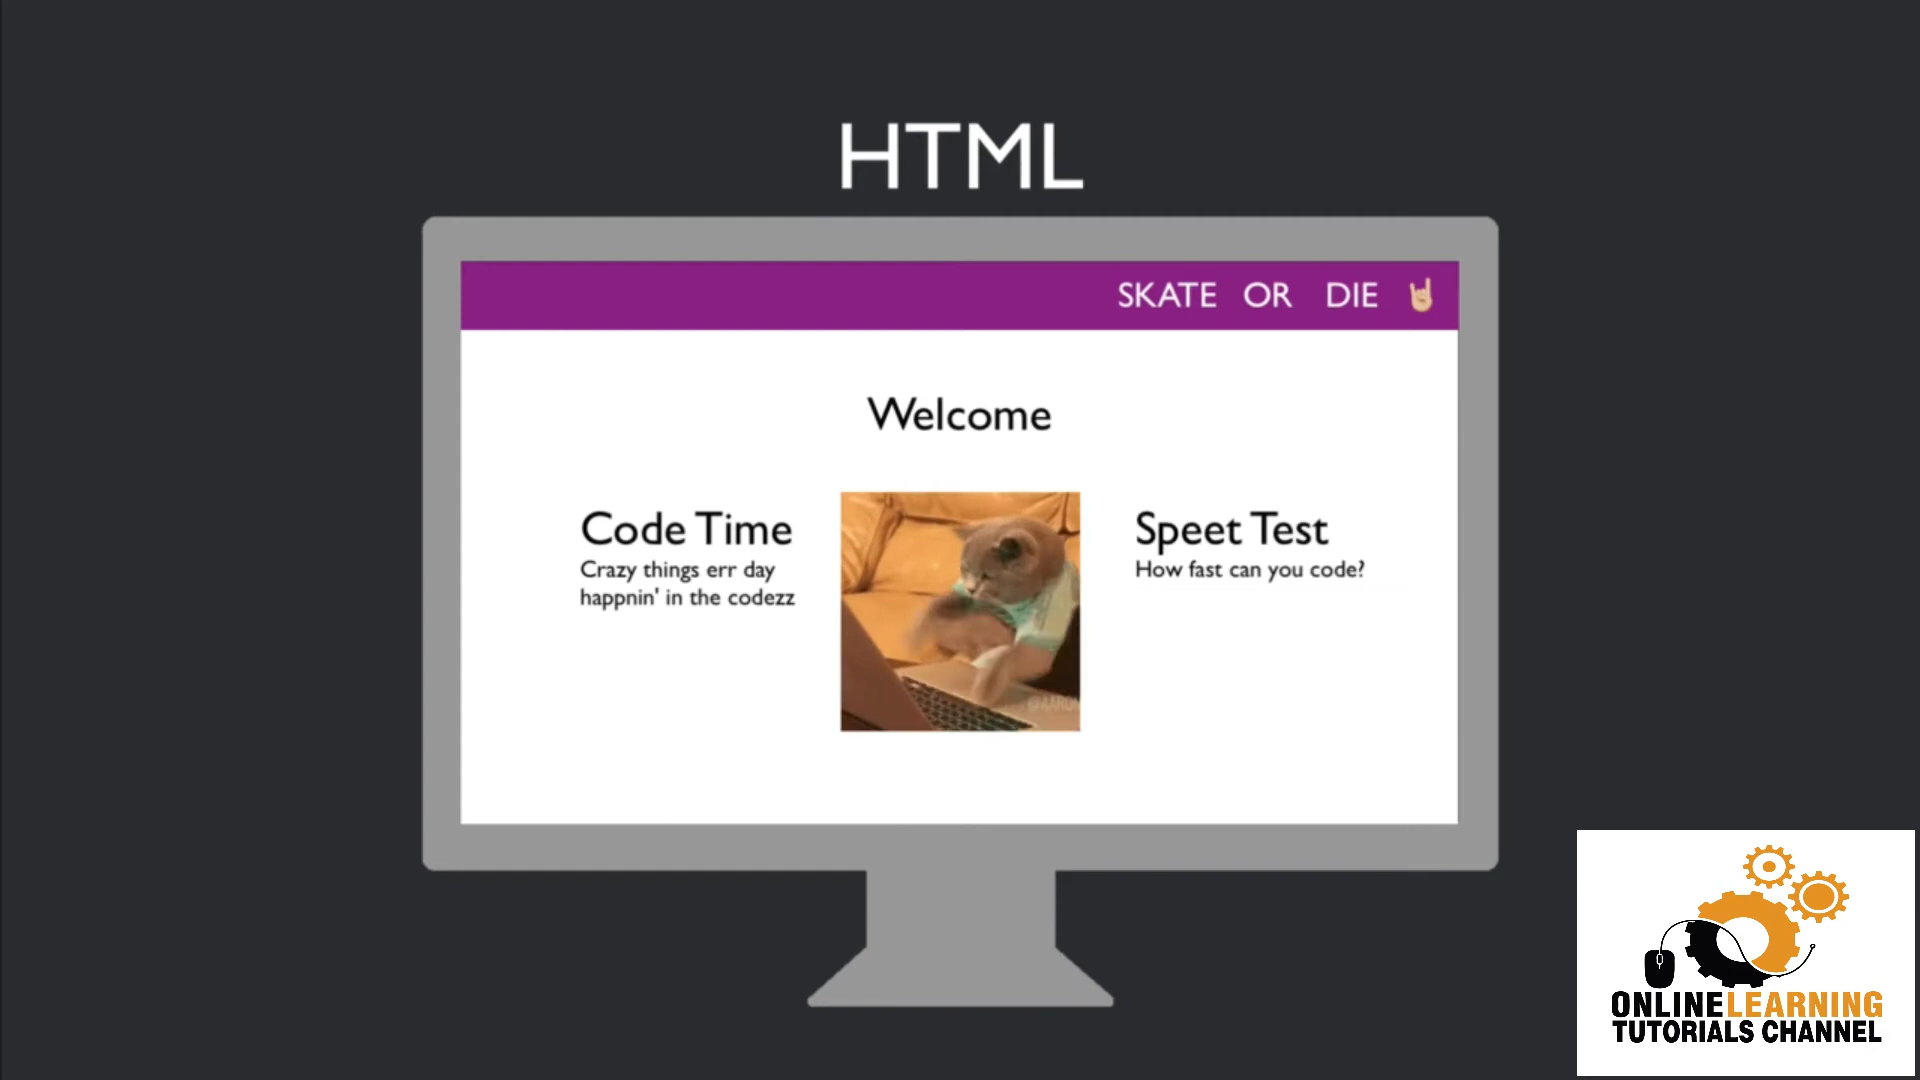 HTML
SKATE OR DIE 🤘🏼
Welcome
Code Time
Crazy things err day
happnin' in the codezz
Speet Test
How fast can you code?
ONLINELEARNING
TUTORIALS CHANNEL